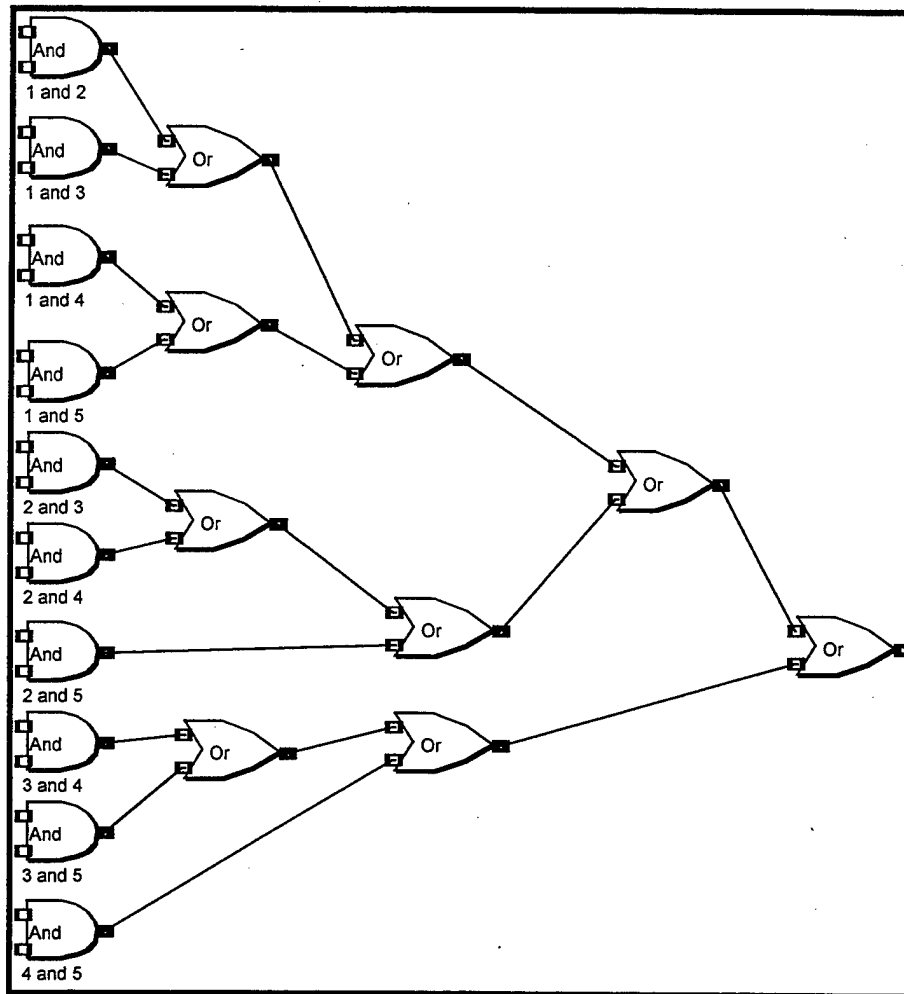 And
1 and 2
And
Or
1 and 3
And
1 and 4
Or
Or
And
1 and 5
And
Or
2 and 3
Or
And
2 and 4
Or
And
2 and 5
Or
And
3 and 4
Or
Or
And
3 and 5
And
4 and 5